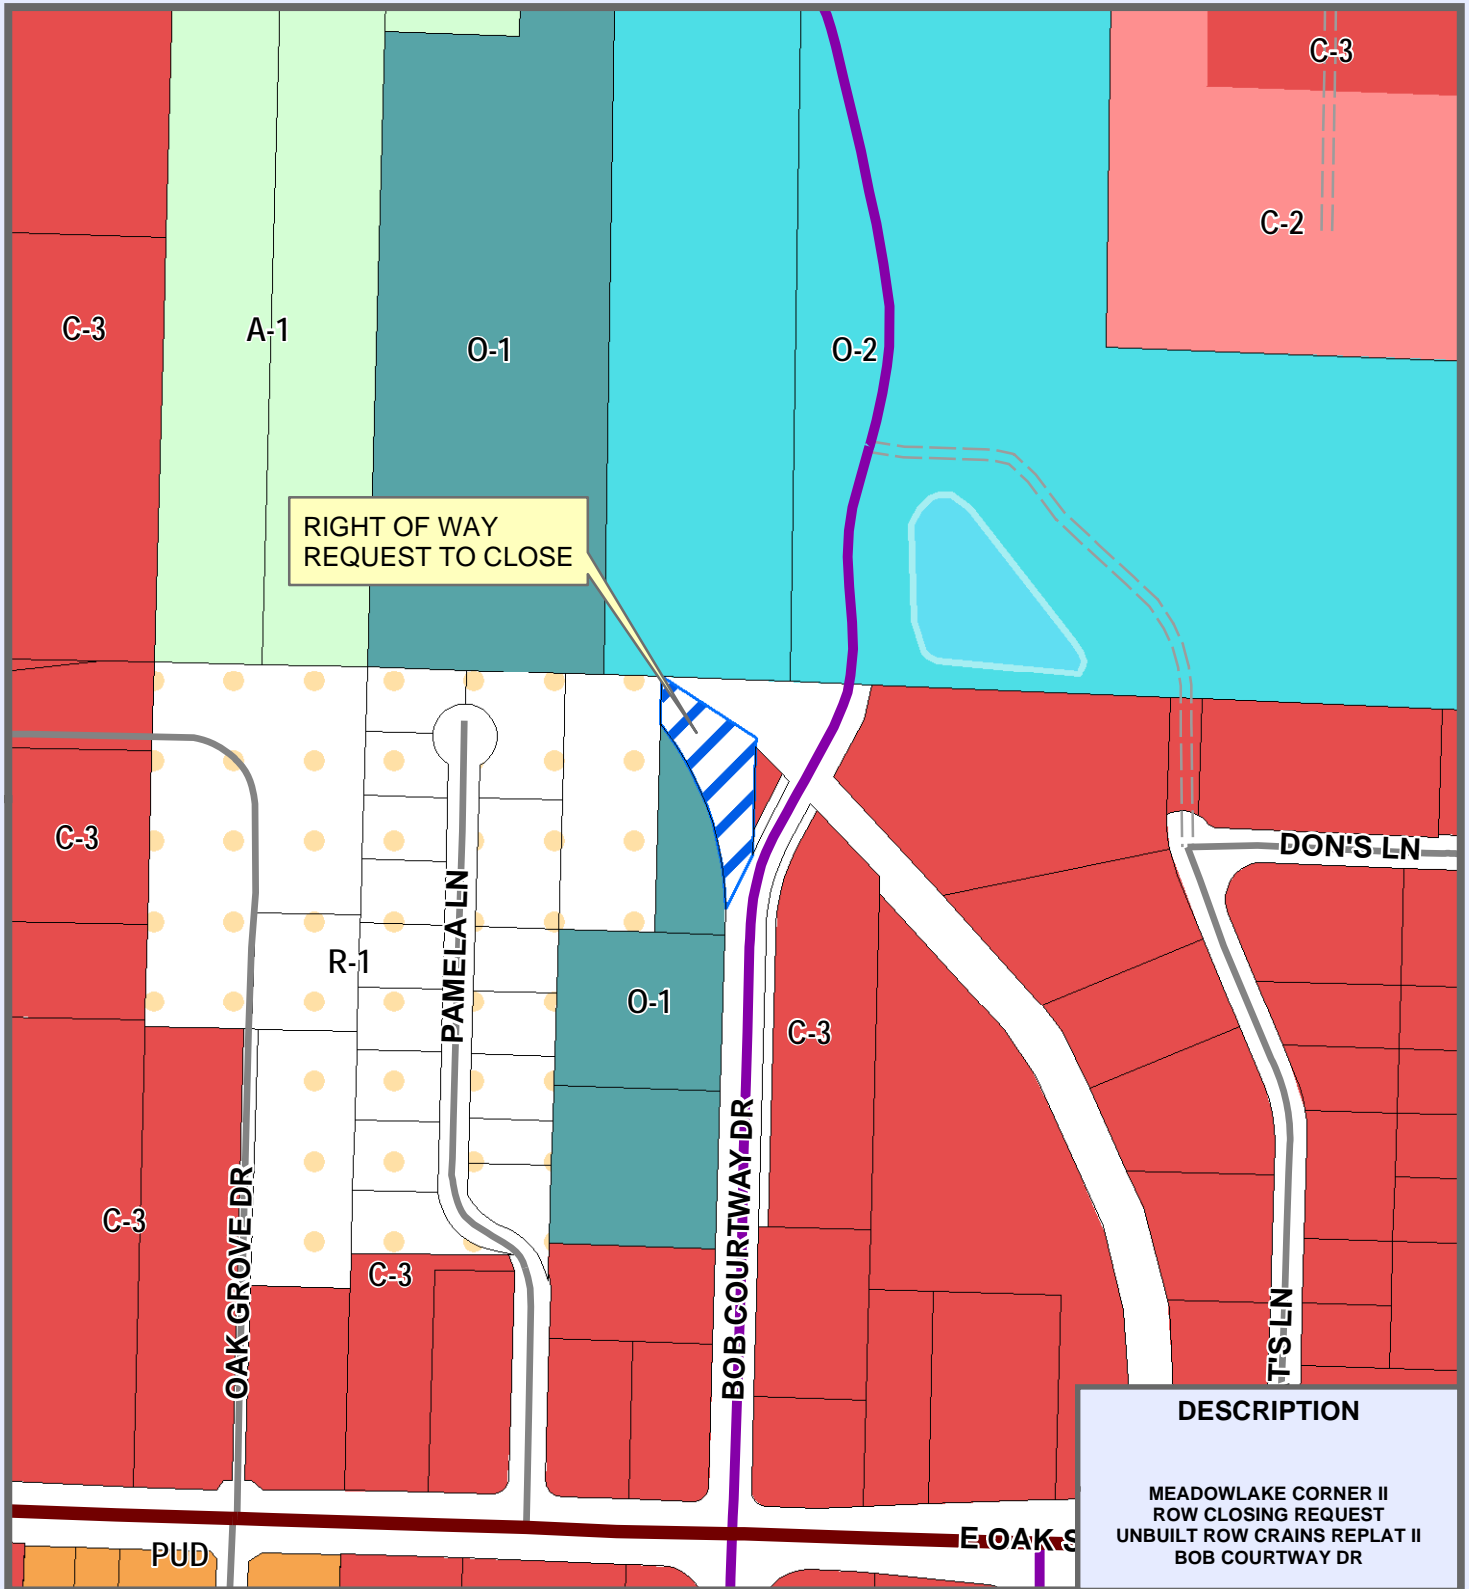 C-3
C-2
C-3
A-1
O-1
O-2
RIGHT OF WAY
REQUEST TO CLOSE
C-3
DON'S LN
PAMELA LN
R-1
O-1
C-3
BOB COURTWAY DR
C-3
OAK GROVE DR
C-3
T'S LN
DESCRIPTION
MEADOWLAKE CORNER II
ROW CLOSING REQUEST
UNBUILT ROW CRAINS REPLAT II
BOB COURTWAY DR
E OAK S
PUD